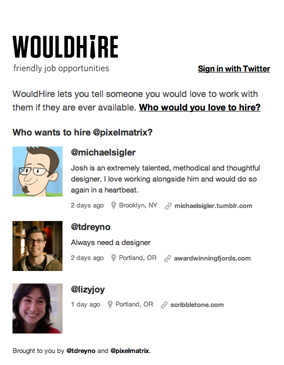 WOULDHIRE
friendly job opportunities
Sign in with Twitter
WouldHire lets you tell someone you would love to work with
them if they are ever available. Who would you love to hire?
Who wants to hire @pixelmatrix?
@michaelsigler
Josh is an extremely talented, methodical and thoughtful
designer. I love working alongside him and would do so
again in a heartbeat.
2 days ago Brooklyn, NY michaelsigler.tumblr.com
@tdreyno
Always need a designer
2 days ago Portland, OR awardwinningfjords.com
@lizyjoy
1 day ago Portland, OR scribbletone.com
Brought to you by @tdreyno and @pixelmatrix.